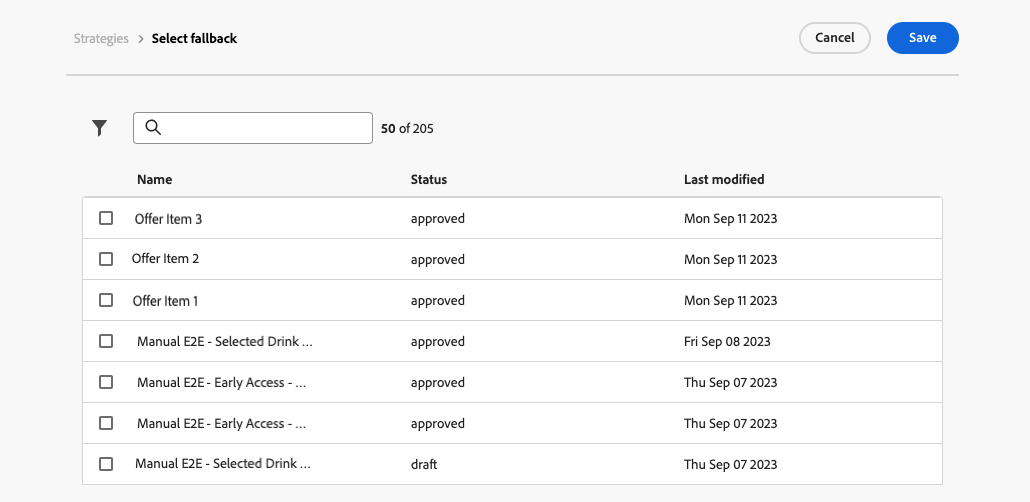 Strategies > Select fallback
Cancel
Save
50 of 205
Name Status Last modified
Offer Item 3 approved Mon Sep 11 2023
Offer Item 2 approved Mon Sep 11 2023
Offer Item 1 approved Mon Sep 11 2023
Manual E2E - Selected Drink ... approved Fri Sep 08 2023
Manual E2E - Early Access - ... approved Thu Sep 07 2023
Manual E2E - Early Access - ... approved Thu Sep 07 2023
Manual E2E - Selected Drink ... draft Thu Sep 07 2023